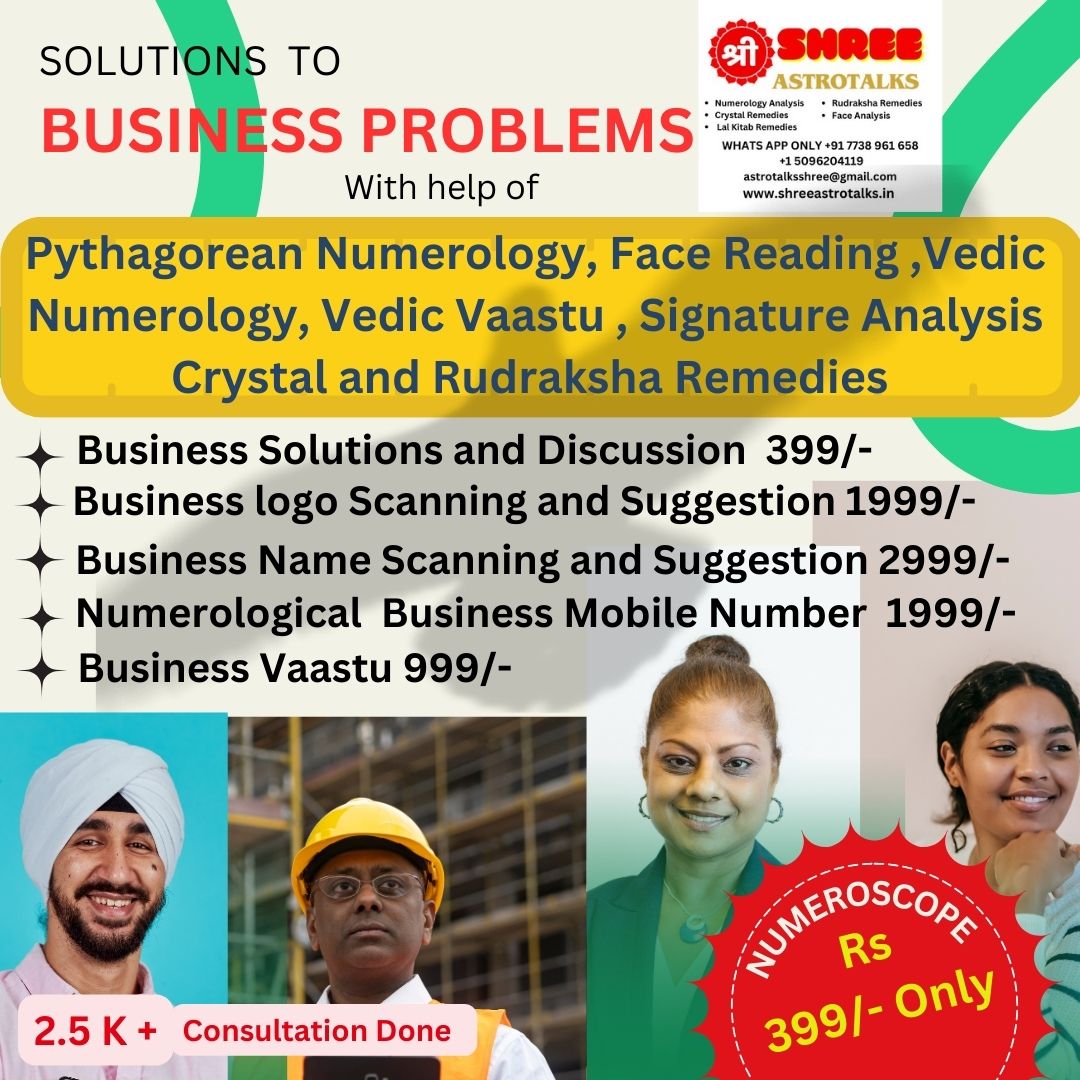 SOLUTIONS TO
BUSINESS PROBLEMS
With help of
श्री SHREE
ASTROTALKS
• Numerology Analysis
• Crystal Remedies
• Lal Kitab Remedies
• Rudraksha Remedies
• Face Analysis
WHATS APP ONLY +91 7738 961 658
+1 5096204119
astrotalksshree@gmail.com
www.shreeastrotalks.in
Pythagorean Numerology, Face Reading ,Vedic
Numerology, Vedic Vaastu , Signature Analysis
Crystal and Rudraksha Remedies
Business Solutions and Discussion 399/-
Business logo Scanning and Suggestion 1999/-
Business Name Scanning and Suggestion 2999/-
Numerological Business Mobile Number 1999/-
Business Vaastu 999/-
2.5 K + Consultation Done
NUMEROSCOPE
Rs
399/- Only